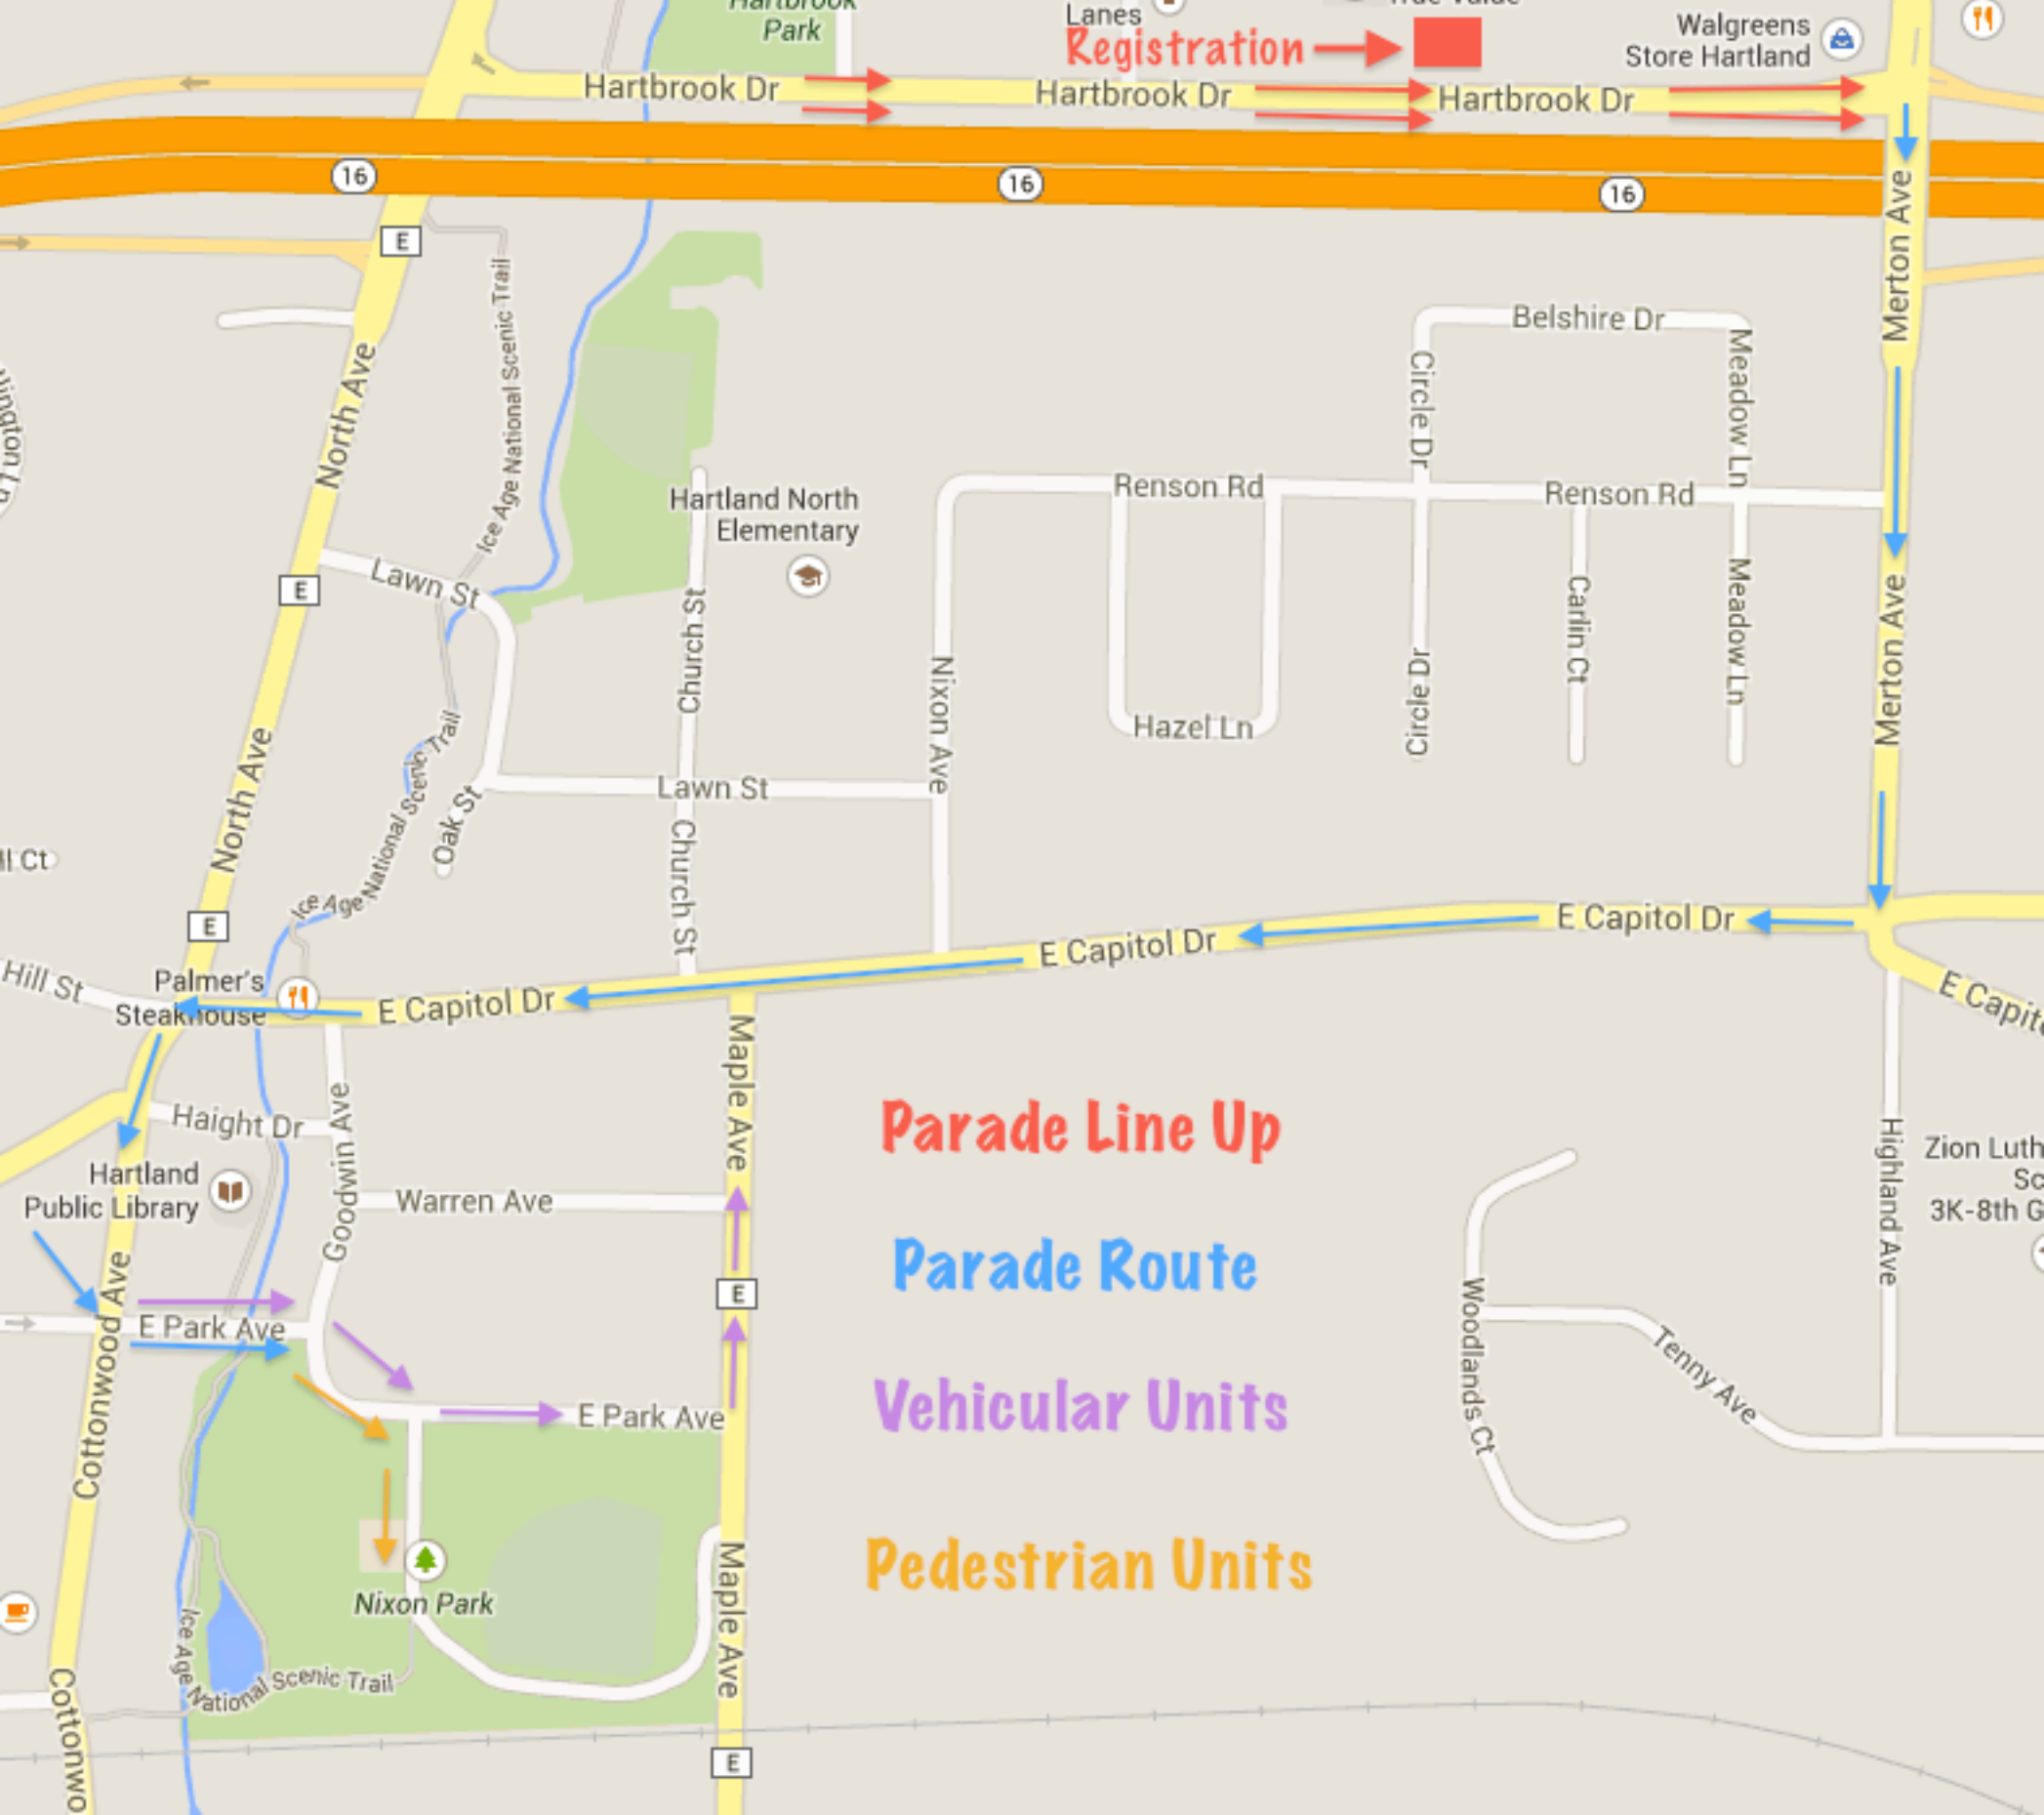 Hartbrook
Park
Lanes
True Value
Walgreens
Store Hartland
Registration
Hartbrook Dr
Hartbrook Dr
Hartbrook Dr
16
16
16
E
Merton Ave
Ice Age National Scenic Trail
North Ave
Belshire Dr
Circle Dr
Meadow Ln
Hartland North
Elementary
Renson Rd
Renson Rd
E
Lawn St
Church St
Nixon Ave
Carlin Ct
Meadow Ln
Merton Ave
Circle Dr
Hazel Ln
North Ave
Lawn St
Oak St
Ice Age National Scenic Trail
Church St
ll Ct
E
E Capitol Dr
E Capitol Dr
E Capitol Dr
E Capito
Hill St
Palmer's
Steakhouse
Maple Ave
Goodwin Ave
Haight Dr
Parade Line Up
Hartland
Public Library
Warren Ave
Highland Ave
Zion Luth
Sc
3K-8th G
Parade Route
E
Cottonwood Ave
E Park Ave
Woodlands Ct
Tenny Ave
Vehicular Units
E Park Ave
Pedestrian Units
Nixon Park
Maple Ave
Ice Age National Scenic Trail
Cottonwo
E